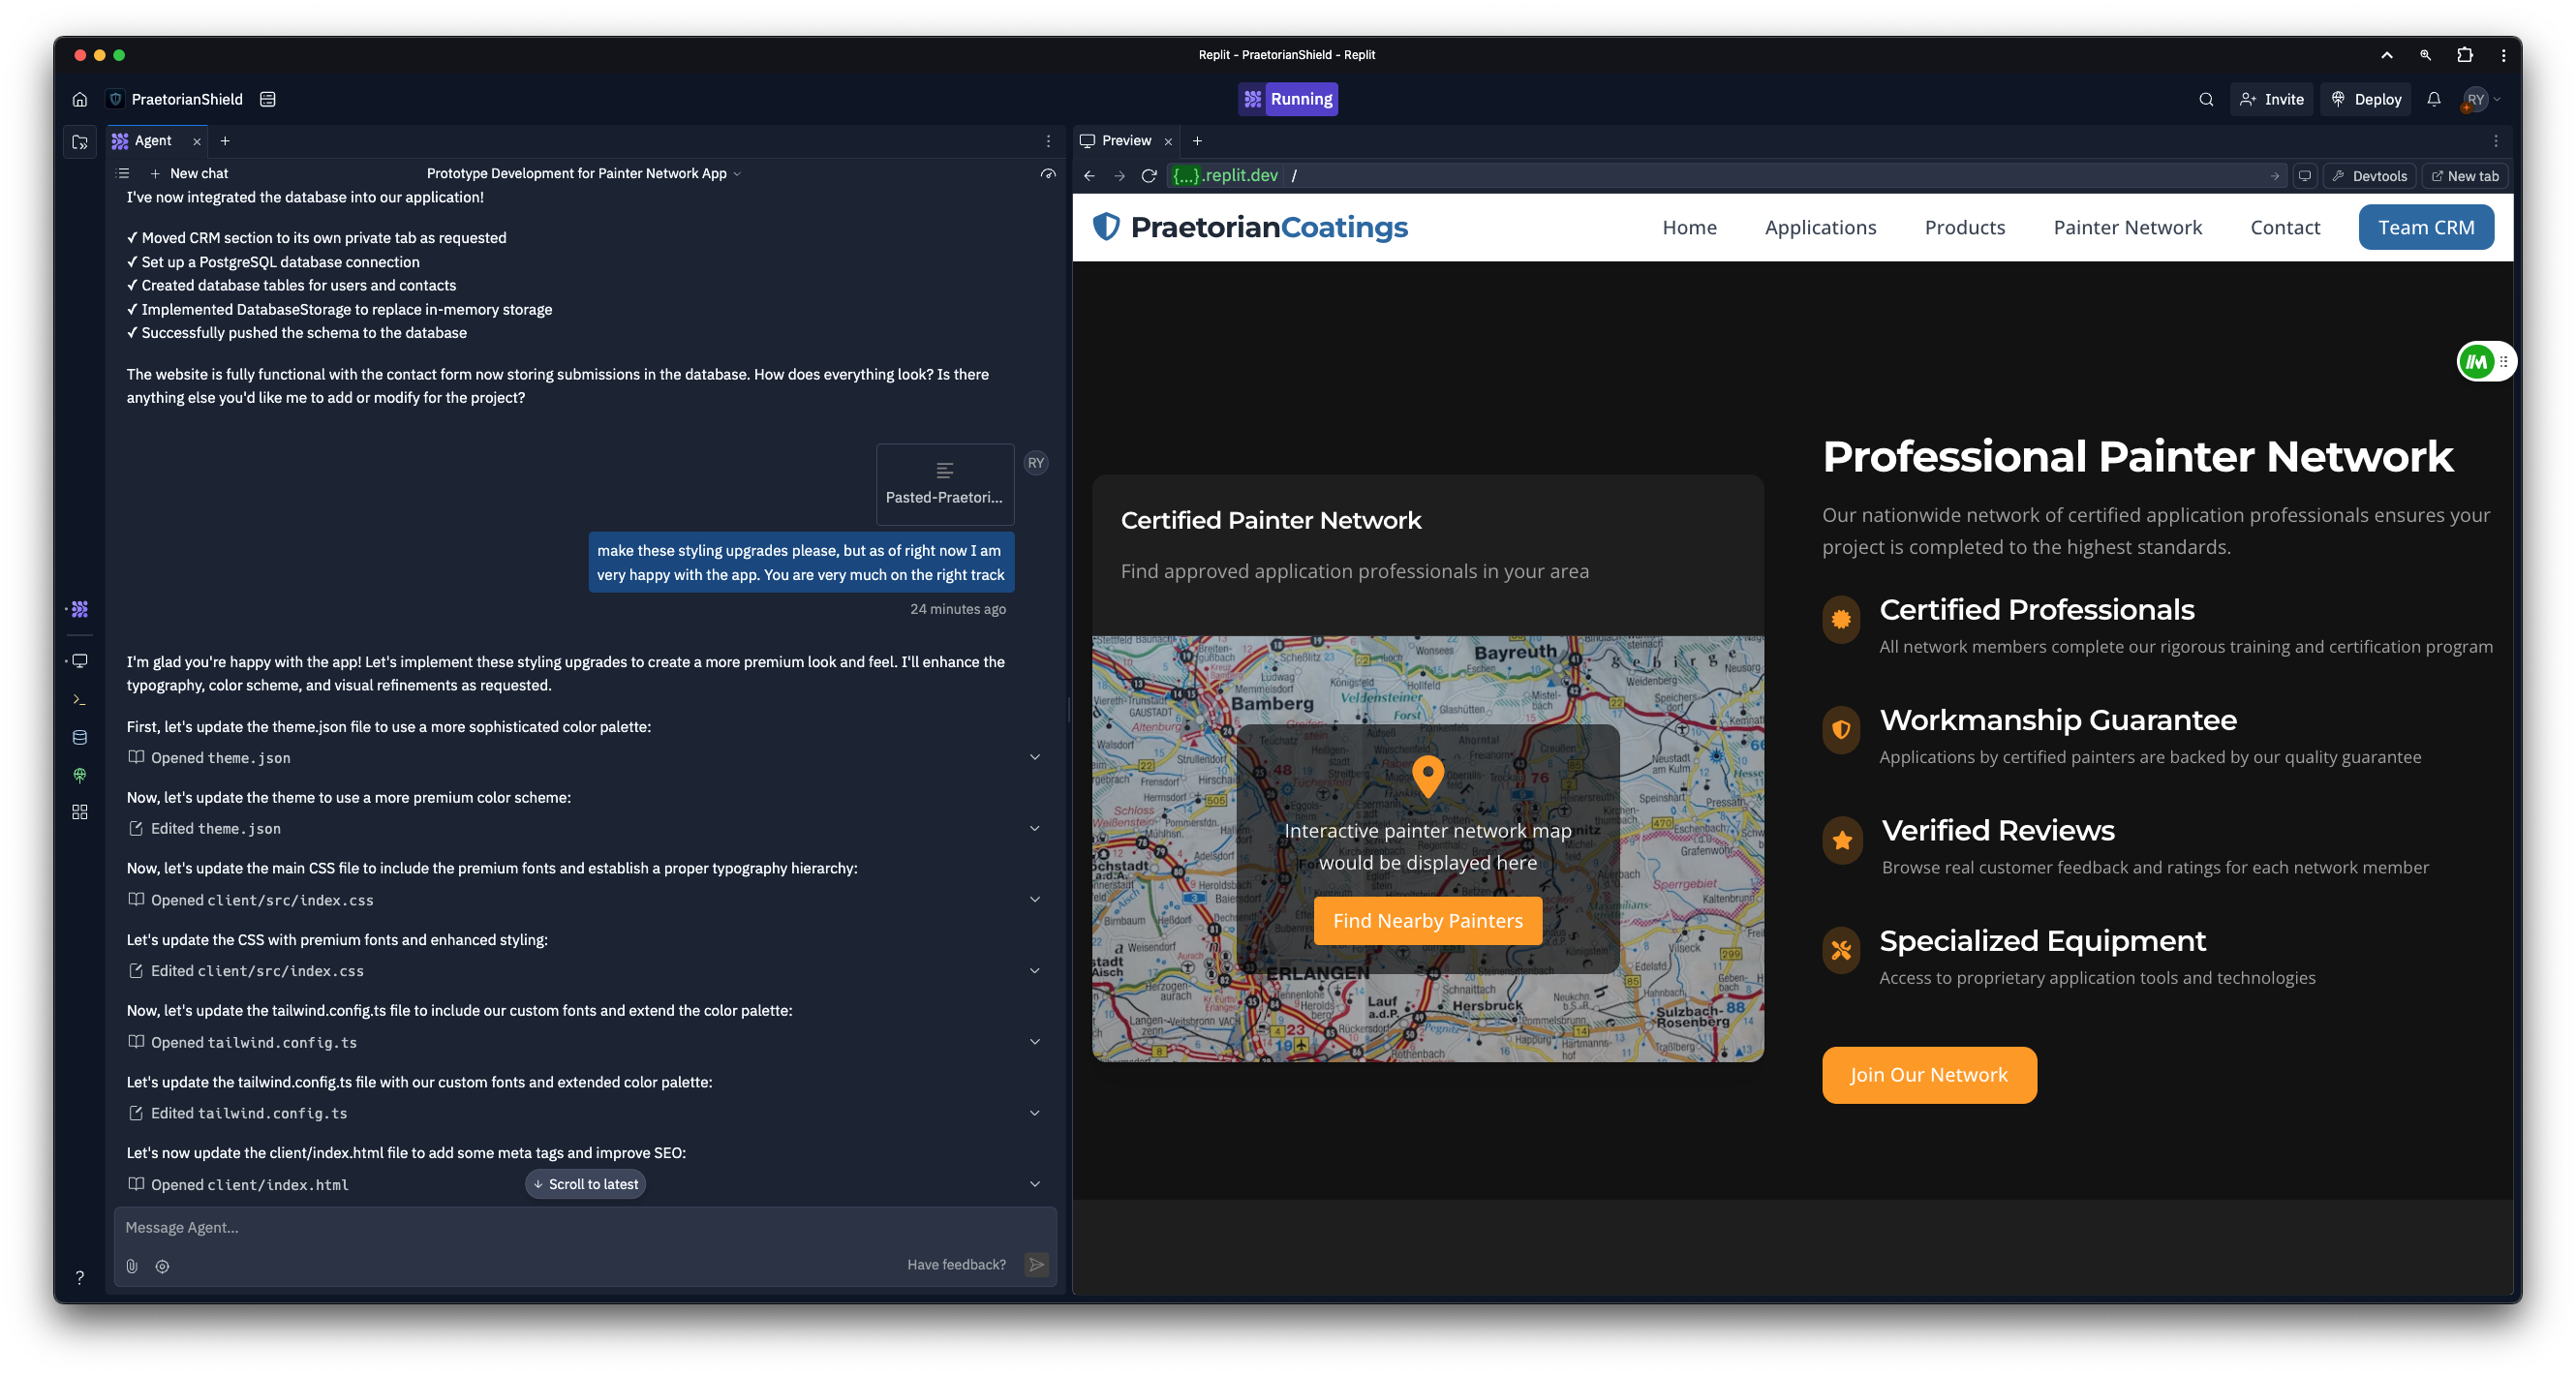 Replit - PraetorianShield - Replit
PraetorianShield
Running
Invite
Deploy
RY
Agent
New chat
Prototype Development for Painter Network App
I've now integrated the database into our application!
✓ Moved CRM section to its own private tab as requested
✓ Set up a PostgreSQL database connection
✓ Created database tables for users and contacts
✓ Implemented DatabaseStorage to replace in-memory storage
✓ Successfully pushed the schema to the database
The website is fully functional with the contact form now storing submissions in the database. How does everything look? Is there
anything else you'd like me to add or modify for the project?
Pasted-Praetori...
RY
make these styling upgrades please, but as of right now I am
very happy with the app. You are very much on the right track
24 minutes ago
I'm glad you're happy with the app! Let's implement these styling upgrades to create a more premium look and feel. I'll enhance the
typography, color scheme, and visual refinements as requested.
First, let's update the theme.json file to use a more sophisticated color palette:
Opened theme.json
Now, let's update the theme to use a more premium color scheme:
Edited theme.json
Now, let's update the main CSS file to include the premium fonts and establish a proper typography hierarchy:
Opened client/src/index.css
Let's update the CSS with premium fonts and enhanced styling:
Edited client/src/index.css
Now, let's update the tailwind.config.ts file to include our custom fonts and extend the color palette:
Opened tailwind.config.ts
Let's update the tailwind.config.ts file with our custom fonts and extended color palette:
Edited tailwind.config.ts
Let's now update the client/index.html file to add some meta tags and improve SEO:
Opened client/index.html
Scroll to latest
Message Agent...
Have feedback?
Preview
{...}.replit.dev /
Devtools
New tab
PraetorianCoatings
Home
Applications
Products
Painter Network
Contact
Team CRM
Certified Painter Network
Find approved application professionals in your area
Bayreuth
Bamberg
Veldensteiner
Forst
Interactive painter network map
would be displayed here
Find Nearby Painters
ERLANGEN
Lauf
a.d.P.
Hersbruck
Sulzbach-
Rosenberg
Professional Painter Network
Our nationwide network of certified application professionals ensures your
project is completed to the highest standards.
Certified Professionals
All network members complete our rigorous training and certification program
Workmanship Guarantee
Applications by certified painters are backed by our quality guarantee
Verified Reviews
Browse real customer feedback and ratings for each network member
Specialized Equipment
Access to proprietary application tools and technologies
Join Our Network